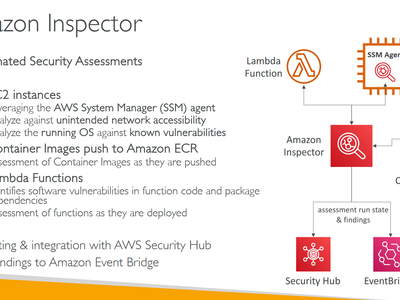 azon Inspector
nated Security Assessments
C2 instances
veraging the AWS System Manager (SSM) agent
alyze against unintended network accessibility
alyze the running OS against known vulnerabilities
ontainer Images push to Amazon ECR
sessment of Container Images as they are pushed
mbda Functions
entifies software vulnerabilities in function code and package
pendencies
sessment of functions as they are deployed
ting & integration with AWS Security Hub
ndings to Amazon Event Bridge
Lambda
Function
SSM Agen
Amazon
Inspector
C
assessment run state
& findings
Security Hub
EventBri